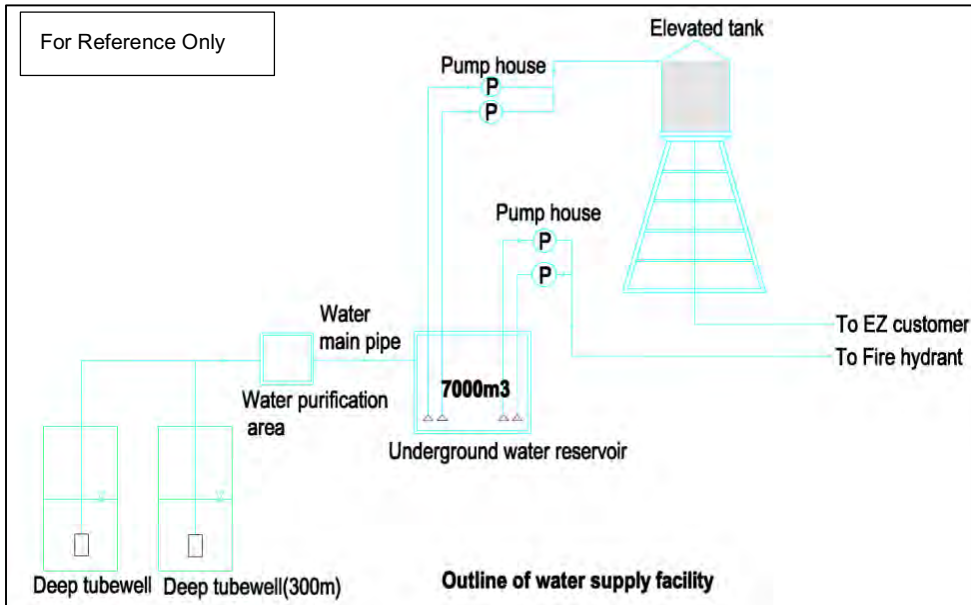 For Reference Only
Elevated tank
Pump house
P
P
Pump house
P
P
Water
main pipe
To EZ customer
To Fire hydrant
7000m3
Water purification
area
Underground water reservoir
Deep tubewell
Deep tubewell(300m)
Outline of water supply facility